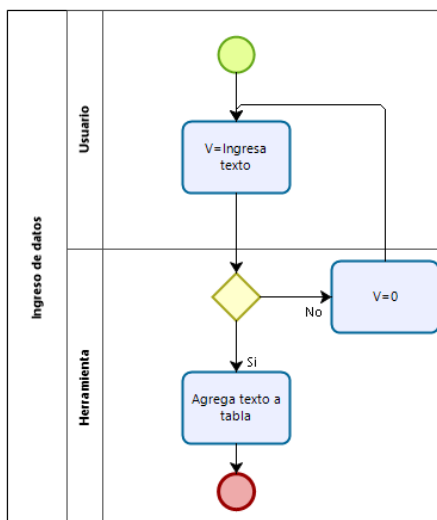 Ingreso de datos
Usuario
V=Ingresa
texto
Herramienta
No
V=0
Si
Agrega texto a
tabla